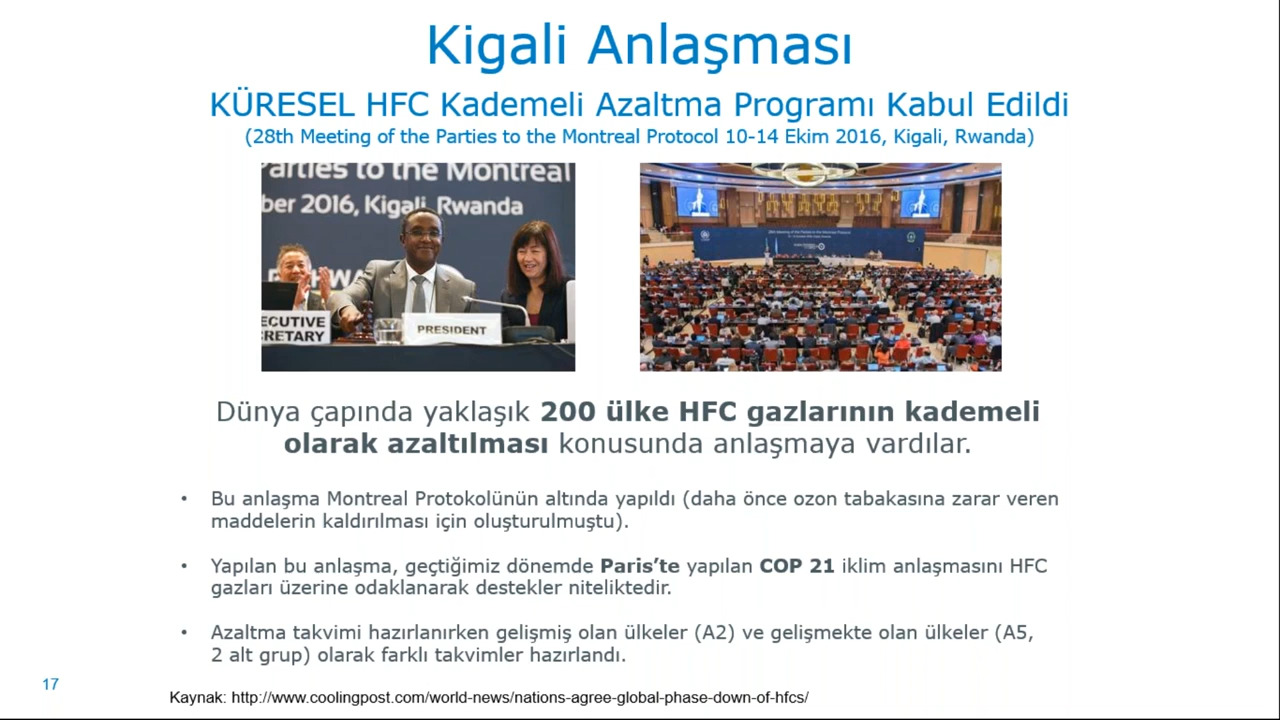 Kigali Anlaşması
KÜRESEL HFC Kademeli Azaltma Programı Kabul Edildi
(28th Meeting of the Parties to the Montreal Protocol 10-14 Ekim 2016, Kigali, Rwanda)
arties to the Montreal
ber 2016, Kigali, Rwanda
ECUTIVE
CRETARY
PRESIDENT
Dünya çapında yaklaşık 200 ülke HFC gazlarının kademeli
olarak azaltılması konusunda anlaşmaya vardılar.
• Bu anlaşma Montreal Protokolünün altında yapıldı (daha önce ozon tabakasına zarar veren
maddelerin kaldırılması için oluşturulmuştu).
• Yapılan bu anlaşma, geçtiğimiz dönemde Paris’te yapılan COP 21 iklim anlaşmasını HFC
gazları üzerine odaklanarak destekler niteliktedir.
• Azaltma takvimi hazırlanırken gelişmiş olan ülkeler (A2) ve gelişmekte olan ülkeler (A5,
2 alt grup) olarak farklı takvimler hazırlandı.
17
Kaynak: http://www.coolingpost.com/world-news/nations-agree-global-phase-down-of-hfcs/